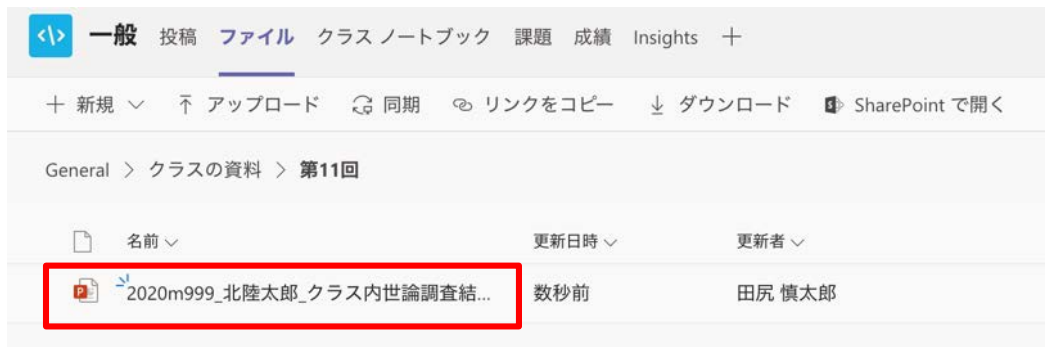 一般 投稿 ファイル クラス ノートブック 課題 成績 Insights +
+ 新規 アップロード 同期 リンクをコピー ダウンロード SharePoint で開く
General > クラスの資料 > 第11回
名前 更新日時 更新者
2020m999_北陸太郎_クラス内世論調査結... 数秒前 田尻 慎太郎